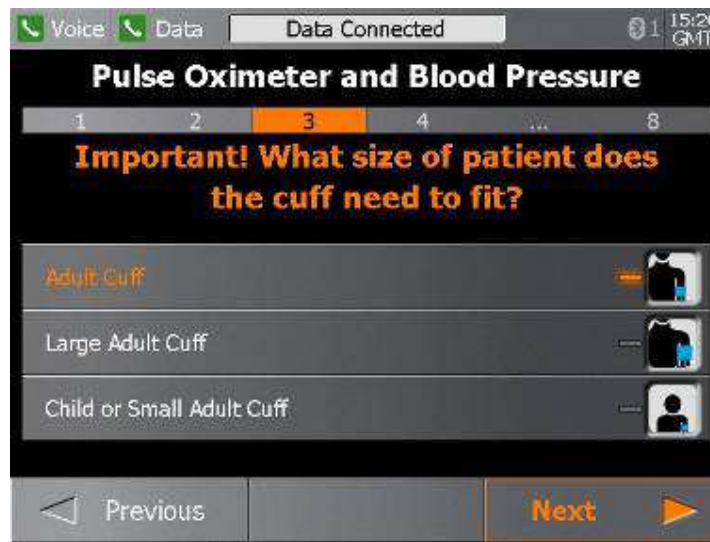 Voice Data Data Connected 1 15:20
GMT
Pulse Oximeter and Blood Pressure
1 2 3 4 ... 8
Important! What size of patient does
the cuff need to fit?
Adult Cuff
Large Adult Cuff
Child or Small Adult Cuff
Previous Next